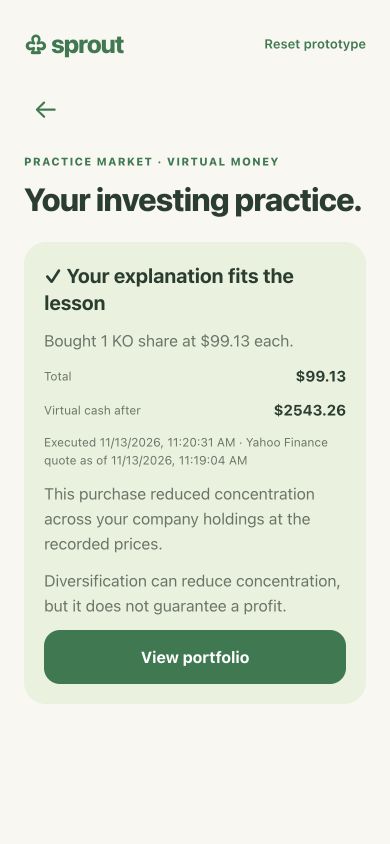 sprout
Reset prototype
PRACTICE MARKET · VIRTUAL MONEY
Your investing practice.
✓ Your explanation fits the
lesson
Bought 1 KO share at $99.13 each.
Total $99.13
Virtual cash after $2543.26
Executed 11/13/2026, 11:20:31 AM · Yahoo Finance
quote as of 11/13/2026, 11:19:04 AM
This purchase reduced concentration
across your company holdings at the
recorded prices.
Diversification can reduce concentration,
but it does not guarantee a profit.
View portfolio